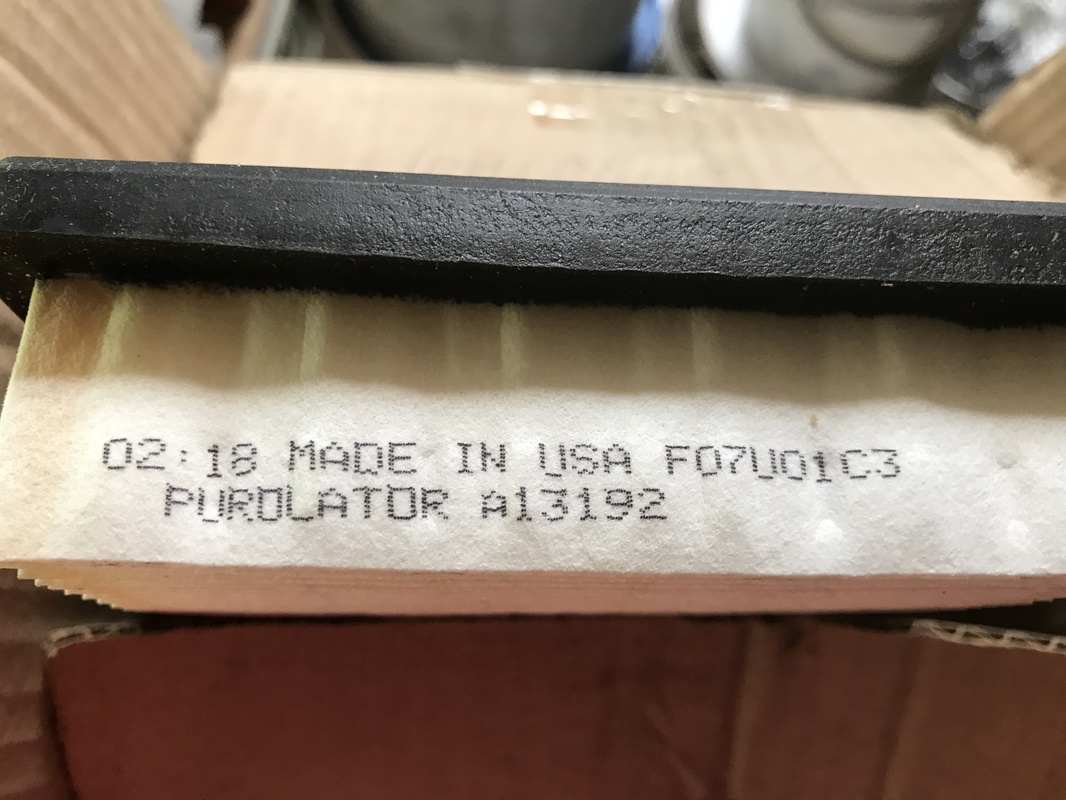 02:18 MADE IN USA F07U01C3
PUROLATOR A13192